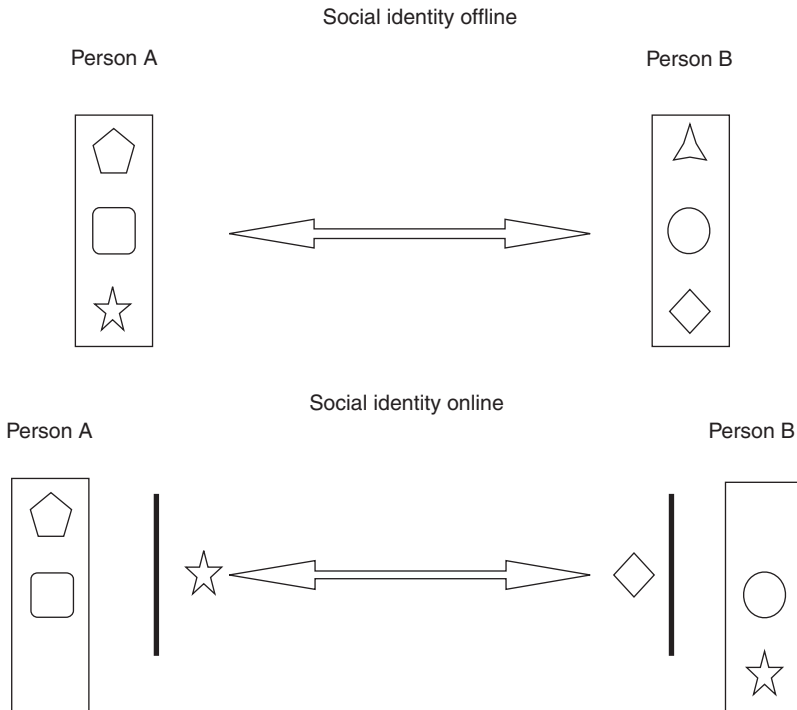 Social identity offline
Person A
Person B
Social identity online
Person A
Person B